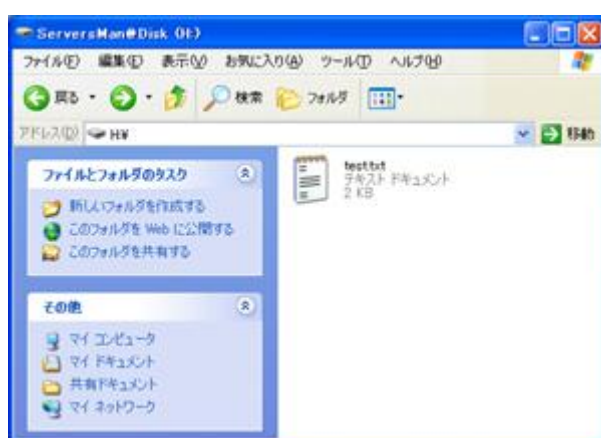 ServersMan@Disk (H:)
ファイル(F) 編集(E) 表示(V) お気に入り(A) ツール(T) ヘルプ(H)
戻る 検索 フォルダ
アドレス(D) H:¥ 移動
ファイルとフォルダのタスク
新しいフォルダを作成する
このフォルダを Web に公開する
このフォルダを共有する
その他
マイ コンピュータ
マイ ドキュメント
共有ドキュメント
マイ ネットワーク
test.txt
テキスト ドキュメント
2 KB